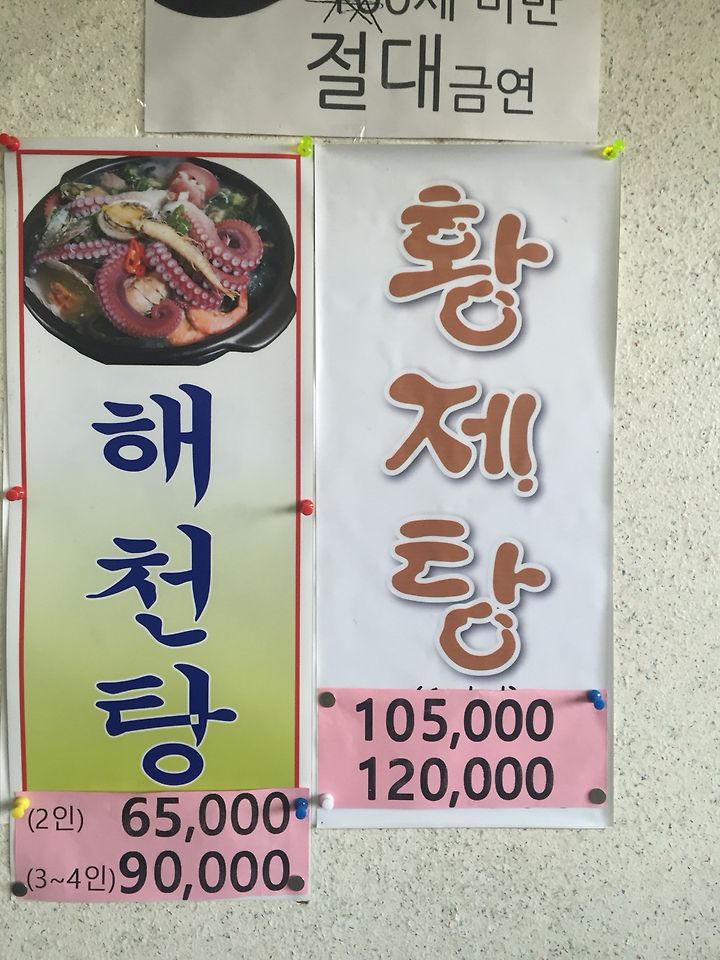 절대금연
해
천
탕
(2인) 65,000
(3~4인) 90,000
황
제
탕
105,000
120,000